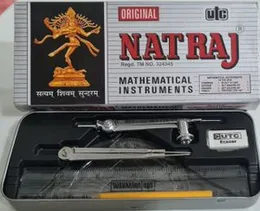 ORIGINAL
utc
NATRAJ®
Regd. TM NO. 324345
MATHEMATICAL
INSTRUMENTS
सत्यम् शिवम् सुन्दरम्
UTC
Eraser